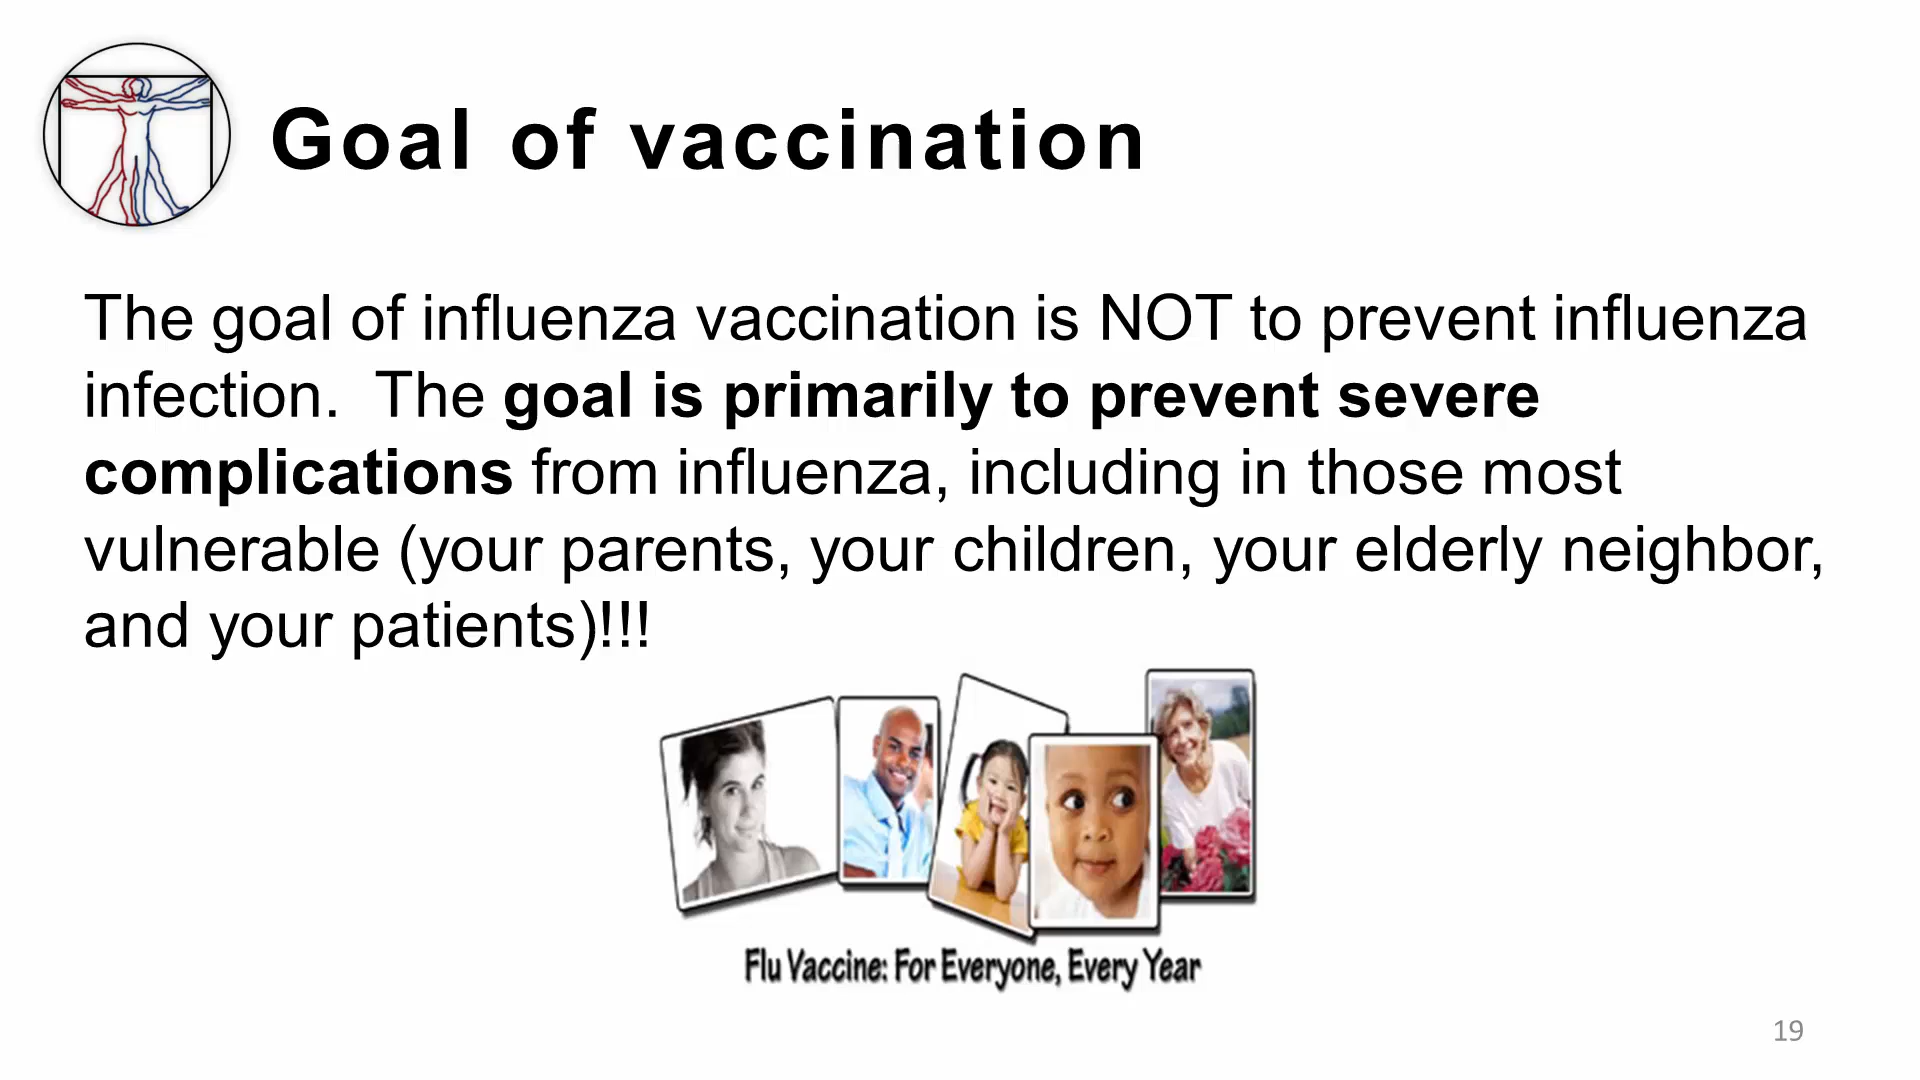 Goal of vaccination
The goal of influenza vaccination is NOT to prevent influenza
infection.  The goal is primarily to prevent severe
complications from influenza, including in those most
vulnerable (your parents, your children, your elderly neighbor,
and your patients)!!!
Flu Vaccine: For Everyone, Every Year
19